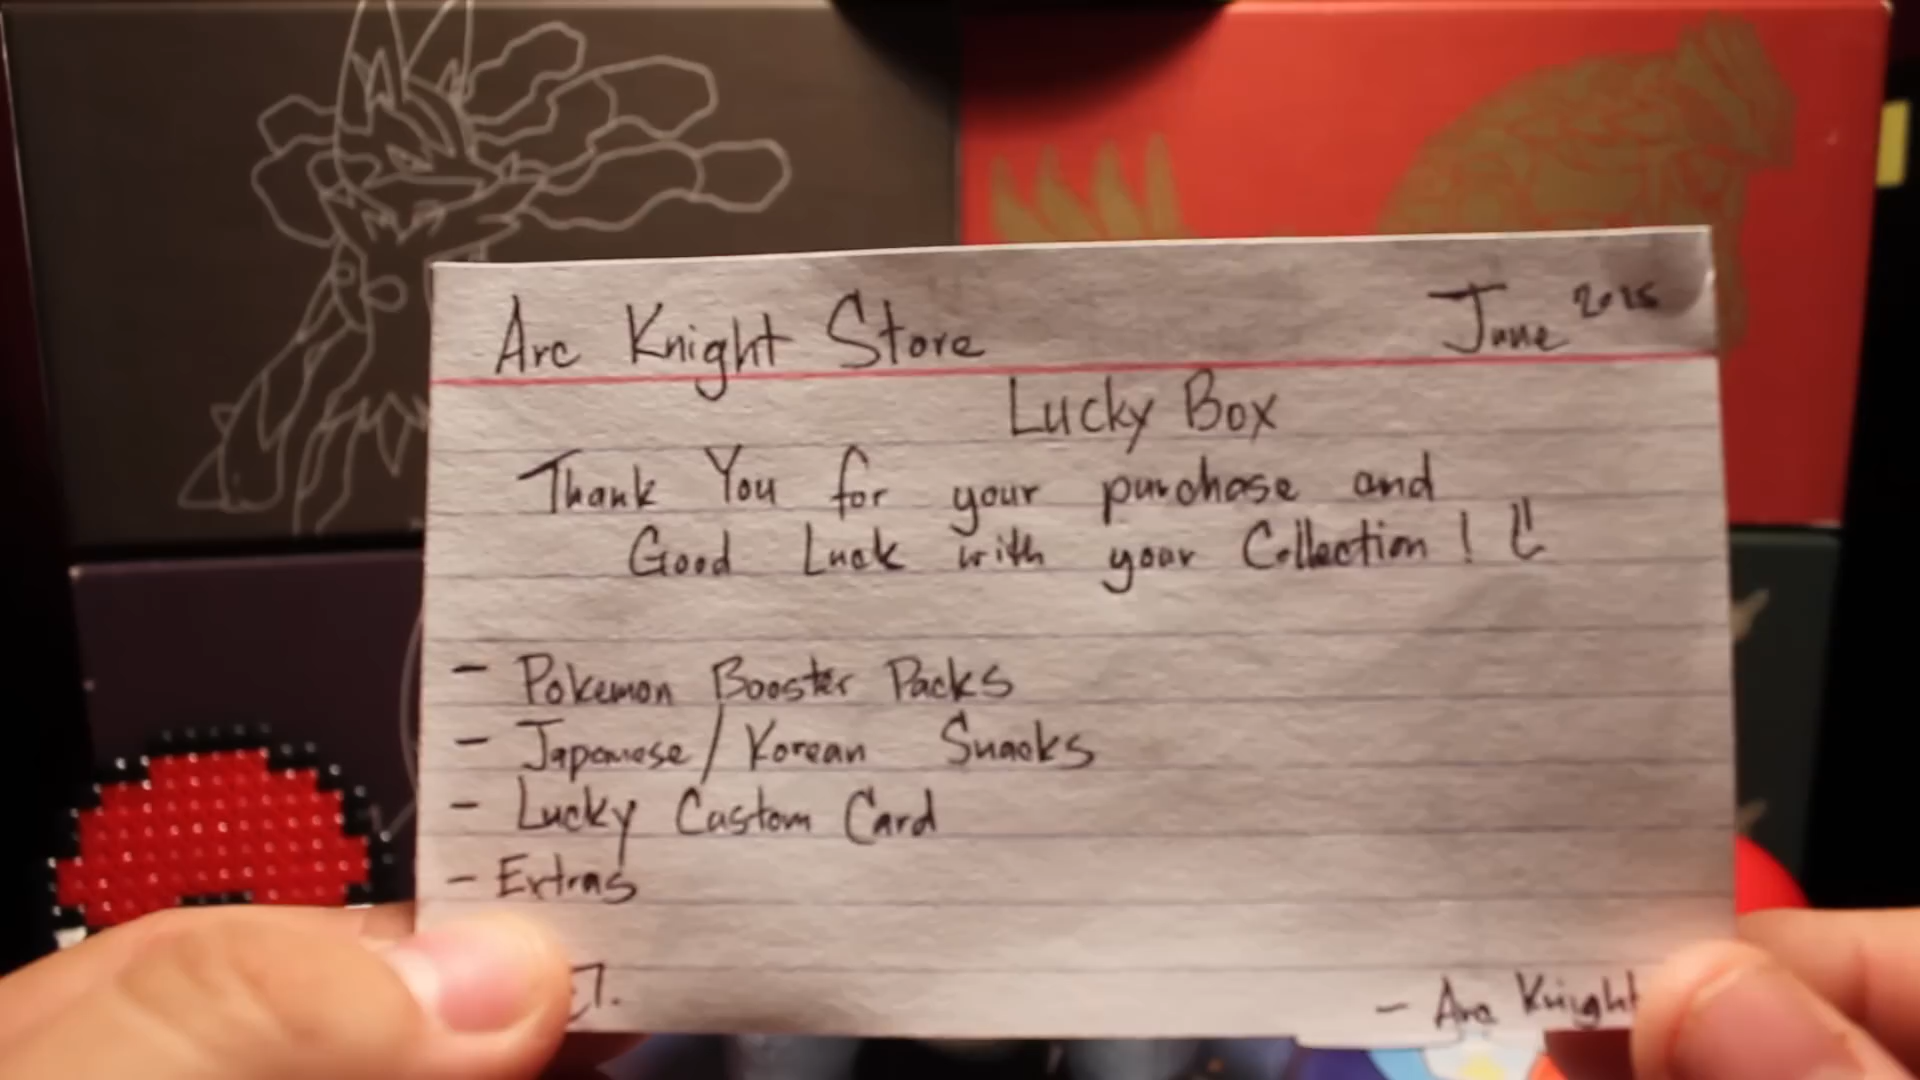 Arc Knight Store June 2015
Lucky Box
Thank You for your purchase and
Good Luck with your Collection!
- Pokemon Booster Packs
- Japanese/Korean Snacks
- Lucky Custom Card
- Extras
- Arc Knight